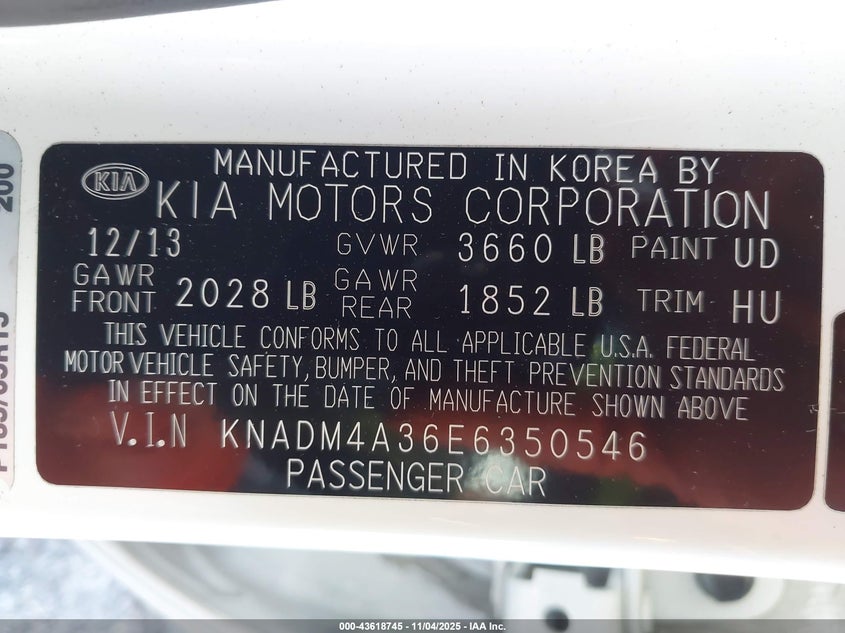 MANUFACTURED IN KOREA BY
KIA
KIA MOTORS CORPORATION
12/13 GVWR 3660 LB PAINT UD
GAWR FRONT 2028 LB GAWR REAR 1852 LB TRIM HU
THIS VEHICLE CONFORMS TO ALL APPLICABLE U.S.A. FEDERAL
MOTOR VEHICLE SAFETY, BUMPER, AND THEFT PREVENTION STANDARDS
IN EFFECT ON THE DATE OF MANUFACTURE SHOWN ABOVE
V.I.N KNADM4A36E6350546
PASSENGER CAR
200
000-43618745 - 11/04/2025 - IAA Inc.